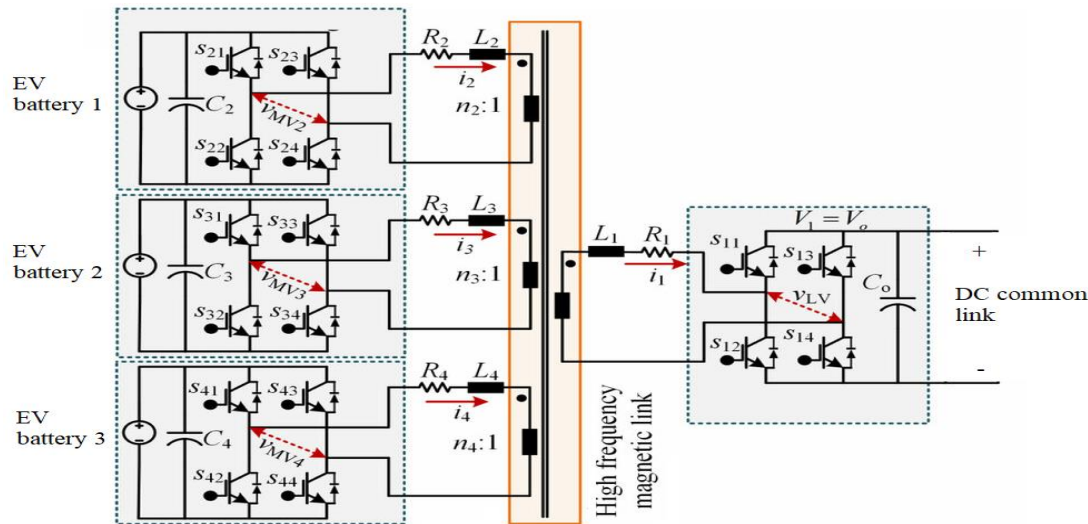 EV
battery 1
s21
s23
C2
vMV2
s22
s24
R2
L2
i2
n2:1
EV
battery 2
s31
s33
C3
vMV3
s32
s34
R3
L3
i3
n3:1
EV
battery 3
s41
s43
C4
vMV4
s42
s44
R4
L4
i4
n4:1
High frequency
magnetic link
L1
R1
i1
V1 = Vo
s11
s13
vLV
Co
s12
s14
+
DC common
link
-